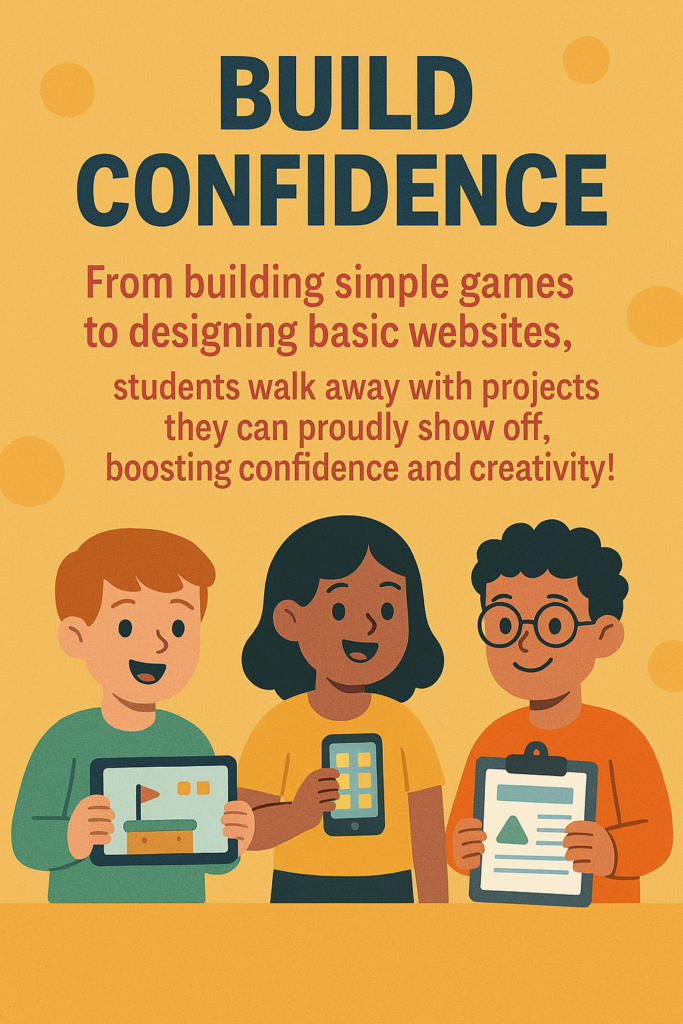 BUILD
CONFIDENCE
From building simple games
to designing basic websites,
students walk away with projects
they can proudly show off,
boosting confidence and creativity!